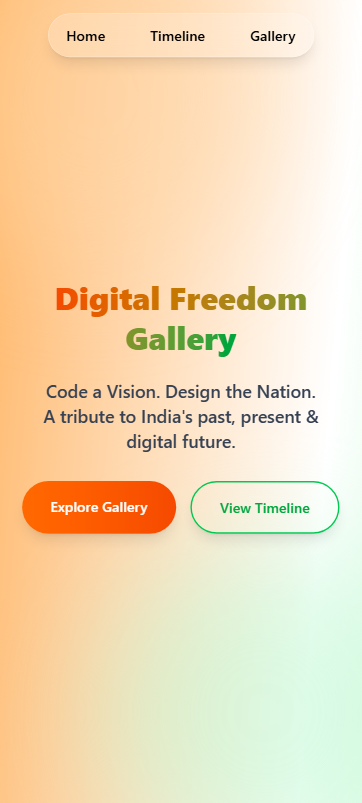 Home Timeline Gallery
Digital Freedom
Gallery
Code a Vision. Design the Nation.
A tribute to India's past, present &
digital future.
Explore Gallery View Timeline